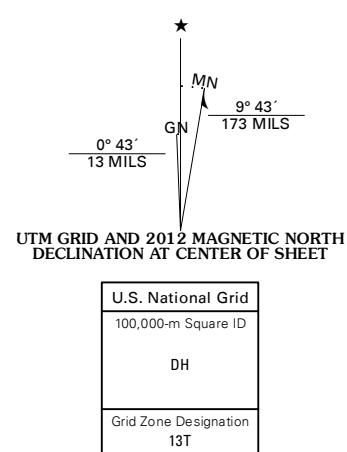 ★
MN
GN
9° 43´
173 MILS
0° 43´
13 MILS
UTM GRID AND 2012 MAGNETIC NORTH
DECLINATION AT CENTER OF SHEET
U.S. National Grid
100,000-m Square ID
DH
Grid Zone Designation
13T